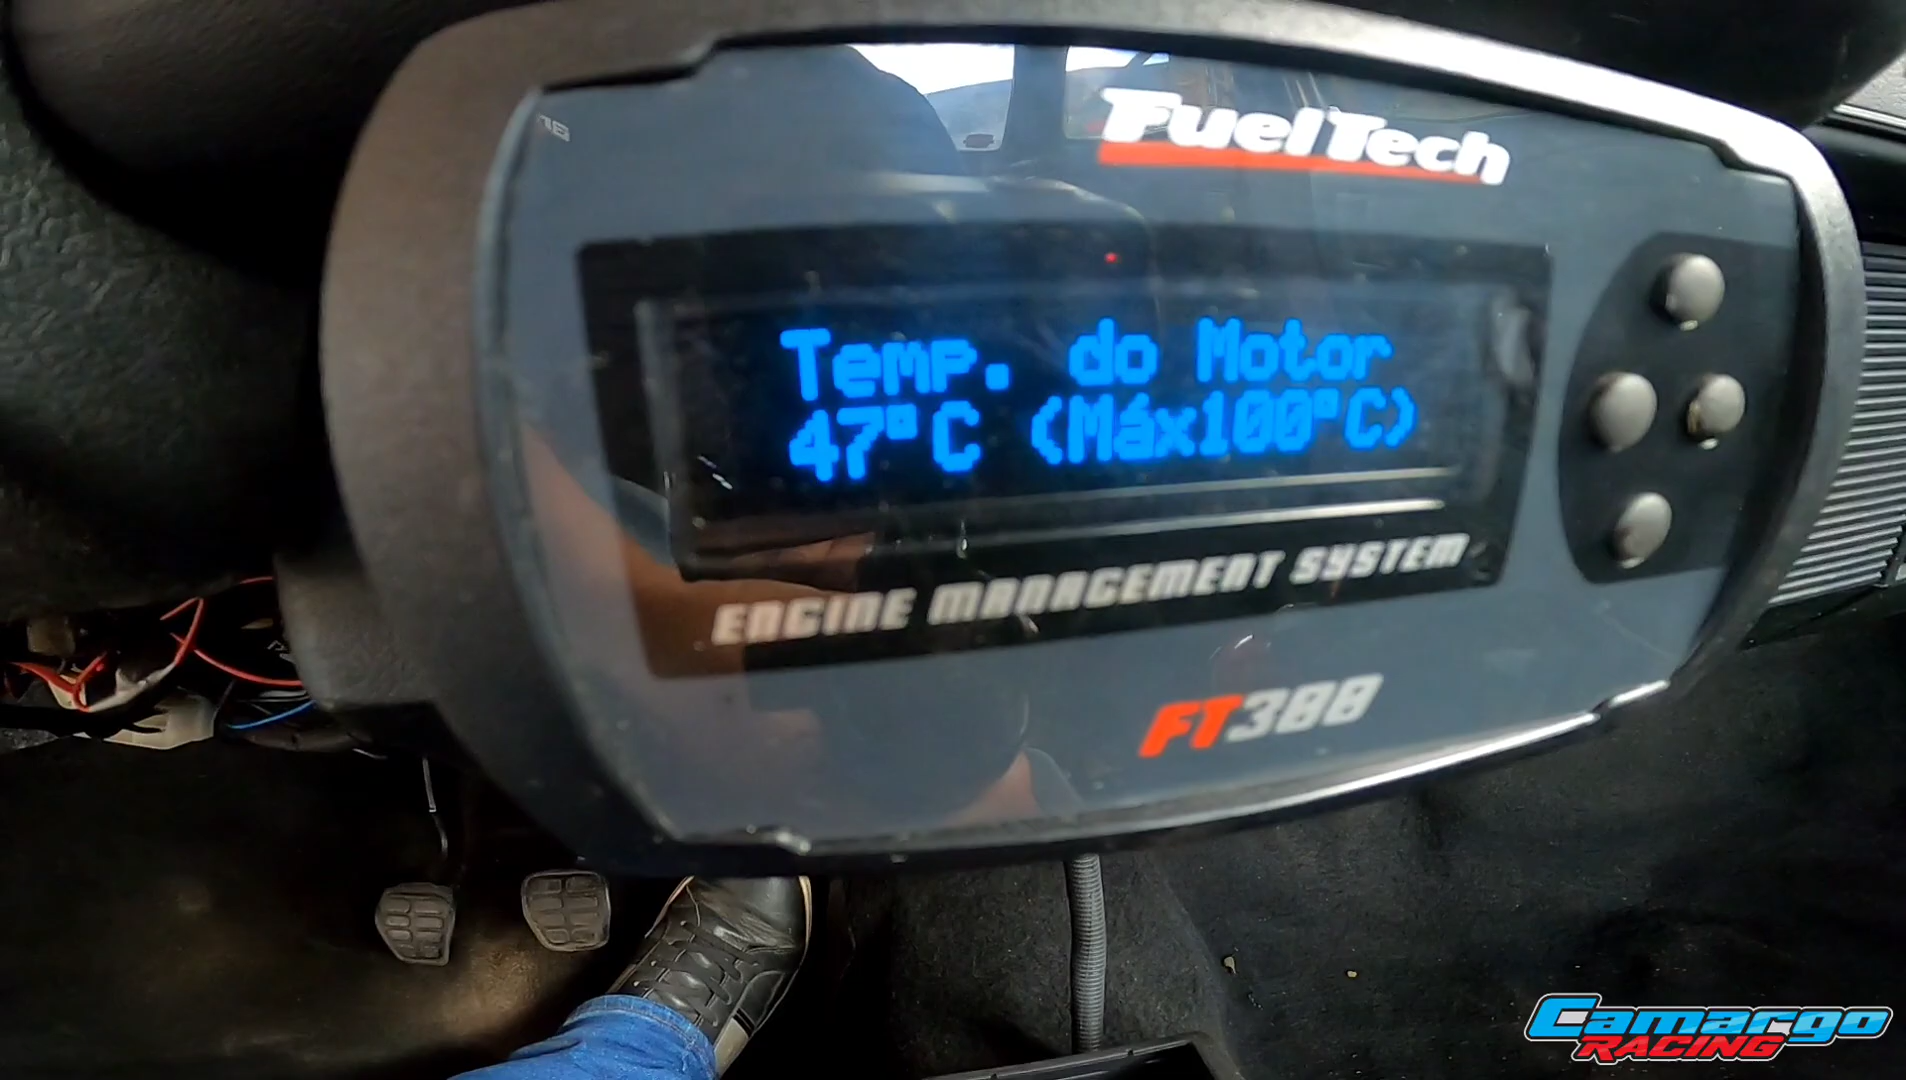 FuelTech
Temp. do Motor
47°C (Máx100°C)
ENGINE MANAGEMENT SYSTEM
FT300
Camargo
RACING